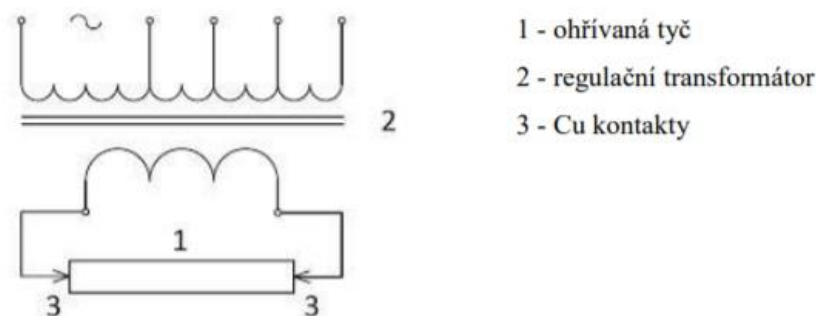 1 - ohřívaná tyč
2 - regulační transformátor
3 - Cu kontakty
2
1
3 3